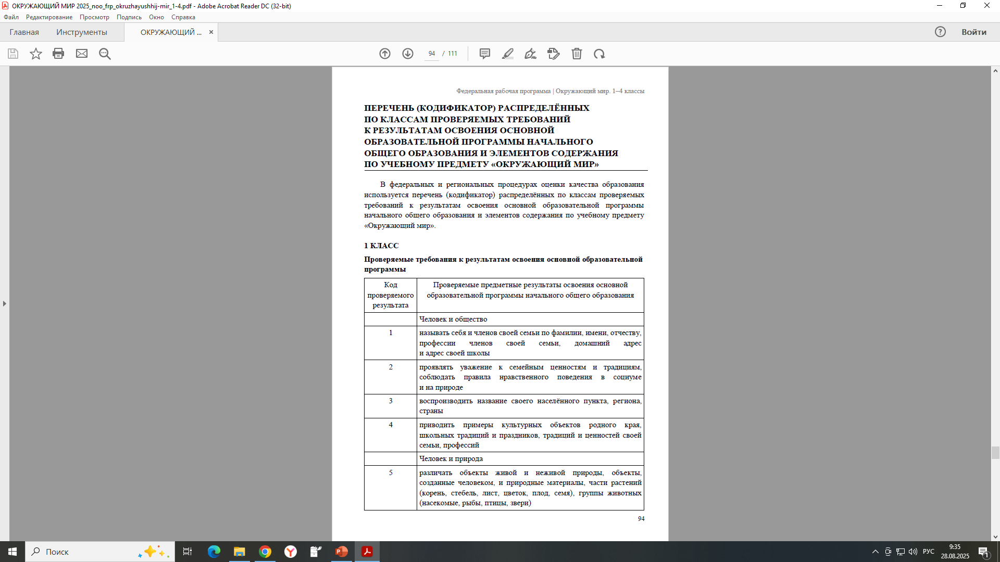 ОКРУЖАЮЩИЙ МИР 2025_noo_frp_okruzhayushhij-mir_1-4.pdf - Adobe Acrobat Reader DC (32-bit)
Файл Редактирование Просмотр Подпись Окно Справка
Главная Инструменты ОКРУЖАЮЩИЙ ... × ? Войти
94 / 111
Федеральная рабочая программа | Окружающий мир. 1–4 классы
ПЕРЕЧЕНЬ (КОДИФИКАТОР) РАСПРЕДЕЛЁННЫХ
ПО КЛАССАМ ПРОВЕРЯЕМЫХ ТРЕБОВАНИЙ
К РЕЗУЛЬТАТАМ ОСВОЕНИЯ ОСНОВНОЙ
ОБРАЗОВАТЕЛЬНОЙ ПРОГРАММЫ НАЧАЛЬНОГО
ОБЩЕГО ОБРАЗОВАНИЯ И ЭЛЕМЕНТОВ СОДЕРЖАНИЯ
ПО УЧЕБНОМУ ПРЕДМЕТУ «ОКРУЖАЮЩИЙ МИР»
В федеральных и региональных процедурах оценки качества образования
используется перечень (кодификатор) распределённых по классам проверяемых
требований к результатам освоения основной образовательной программы
начального общего образования и элементов содержания по учебному предмету
«Окружающий мир».
1 КЛАСС
Проверяемые требования к результатам освоения основной образовательной
программы
Код
проверяемого
результата
Проверяемые предметные результаты освоения основной
образовательной программы начального общего образования
Человек и общество
1
называть себя и членов своей семьи по фамилии, имени, отчеству,
профессии членов своей семьи, домашний адрес
и адрес своей школы
2
проявлять уважение к семейным ценностям и традициям,
соблюдать правила нравственного поведения в социуме
и на природе
3
воспроизводить название своего населённого пункта, региона,
страны
4
приводить примеры культурных объектов родного края,
школьных традиций и праздников, традиций и ценностей своей
семьи, профессий
Человек и природа
5
различать объекты живой и неживой природы, объекты,
созданные человеком, и природные материалы, части растений
(корень, стебель, лист, цветок, плод, семя), группы животных
(насекомые, рыбы, птицы, звери)
94
Поиск
РУС
9:35
28.08.2025
1